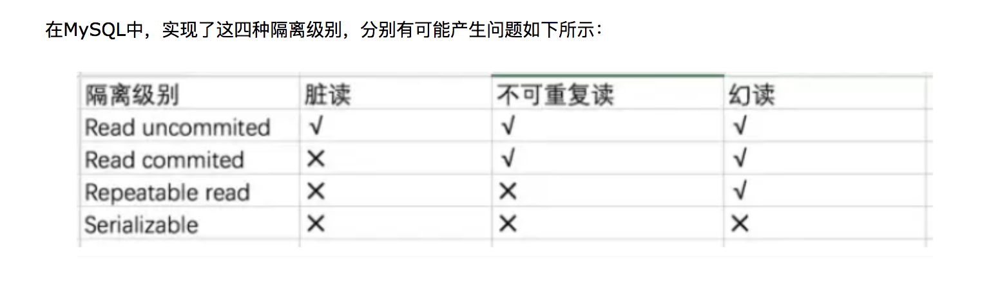 在MySQL中，实现了这四种隔离级别，分别有可能产生问题如下所示：
隔离级别 脏读 不可重复读 幻读
Read uncommited √ √ √
Read commited × √ √
Repeatable read × × √
Serializable × × ×